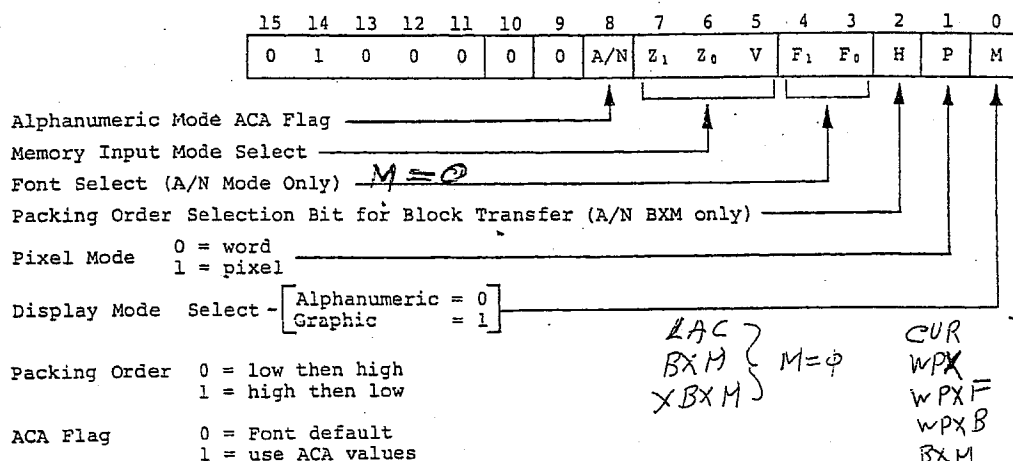 15 14 13 12 11 10 9 8 7 6 5 4 3 2 1 0
0 1 0 0 0 0 0 A/N Z₁ Z₀ V F₁ F₀ H P M
Alphanumeric Mode ACA Flag
Memory Input Mode Select
Font Select (A/N Mode Only) M = 0
Packing Order Selection Bit for Block Transfer (A/N BXM only)
Pixel Mode 0 = word
1 = pixel
Display Mode Select - Alphanumeric = 0
Graphic = 1
LAC CUR
BXM M=φ WPX
XBXM WPXF
Packing Order 0 = low then high
1 = high then low
WPXB
ACA Flag 0 = Font default
1 = use ACA values
BXM